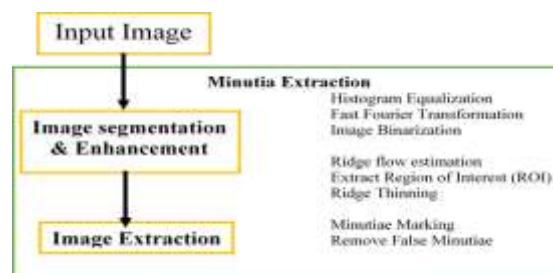 Input Image
Minutia Extraction
Histogram Equalization
Fast Fourier Transformation
Image Binarization
Image segmentation
& Enhancement
Ridge flow estimation
Extract Region of Interest (ROI)
Ridge Thinning
Image Extraction
Minutiae Marking
Remove False Minutiae